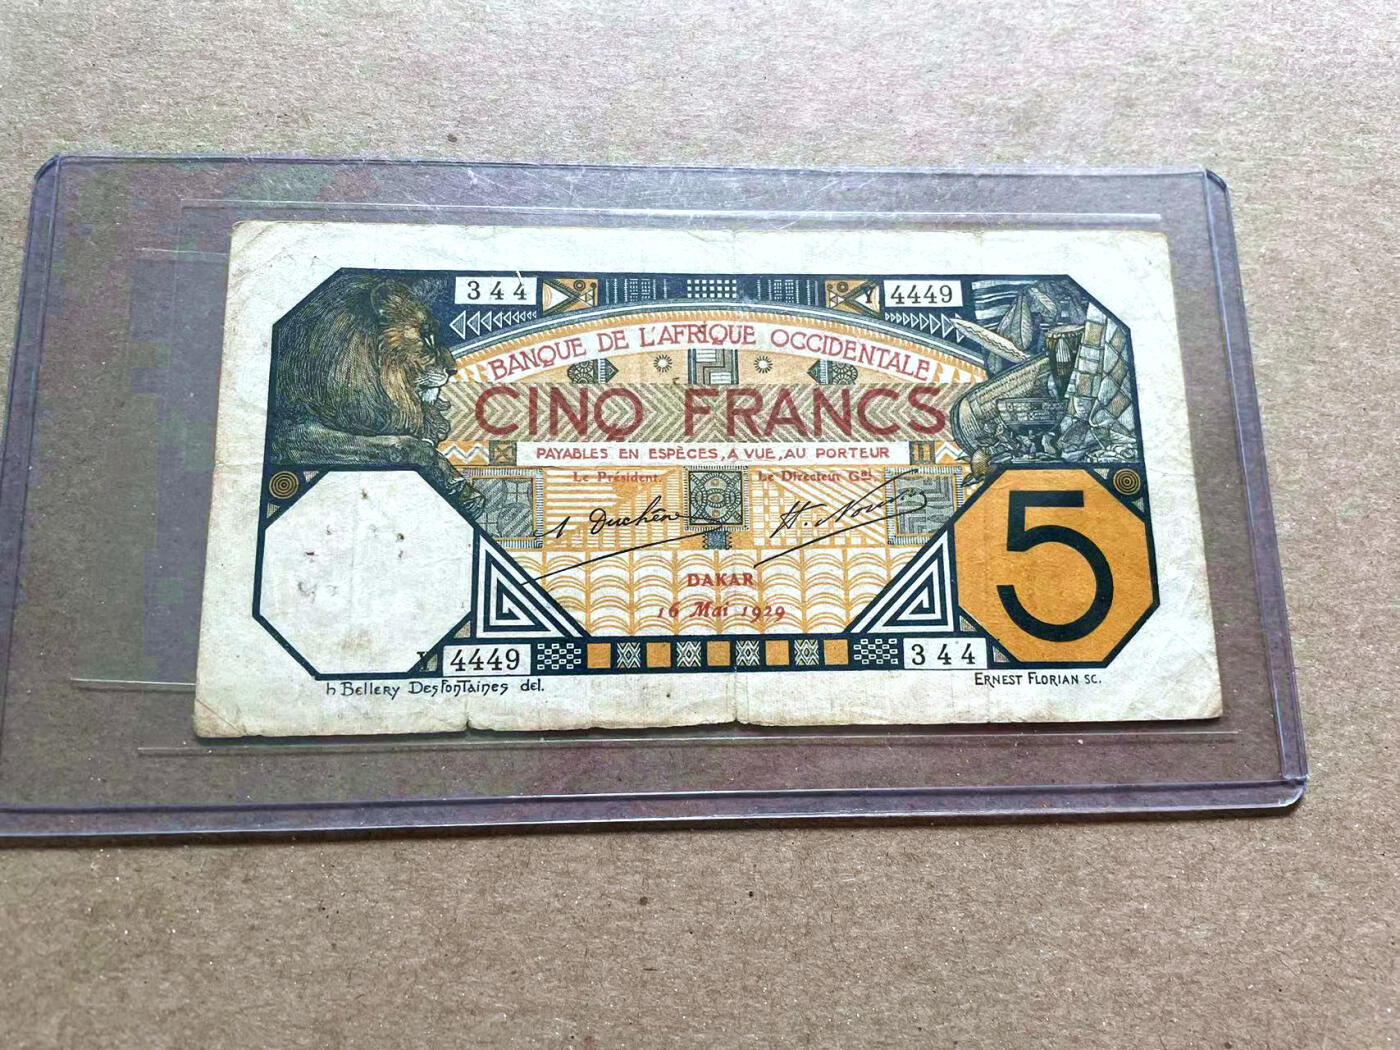 344
Y 4449
BANQUE DE L'AFRIQUE OCCIDENTALE
CINQ FRANCS
PAYABLES EN ESPÈCES, A VUE, AU PORTEUR
Le Président.
Le Directeur Gal.
A Duchêne
DAKAR
16 Mai 1929
5
Y 4449
344
h Bellery Desfontaines del.
ERNEST FLORIAN SC.